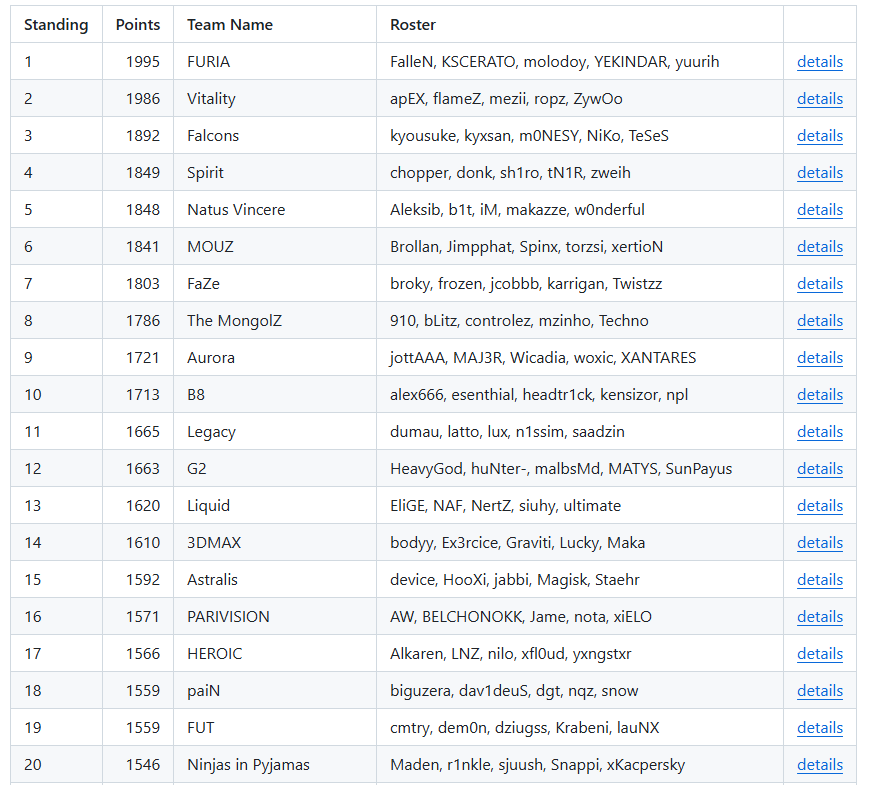 Standing Points Team Name Roster
1 1995 FURIA FalleN, KSCERATO, molodoy, YEKINDAR, yuurih details
2 1986 Vitality apEX, flameZ, mezii, ropz, ZywOo details
3 1892 Falcons kyousuke, kyxsan, m0NESY, NiKo, TeSeS details
4 1849 Spirit chopper, donk, sh1ro, tN1R, zweih details
5 1848 Natus Vincere Aleksib, b1t, iM, makazze, w0nderful details
6 1841 MOUZ Brollan, Jimpphat, Spinx, torzsi, xertioN details
7 1803 FaZe broky, frozen, jcobbb, karrigan, Twistzz details
8 1786 The MongolZ 910, bLitz, controlez, mzinho, Techno details
9 1721 Aurora jottAAA, MAJ3R, Wicadia, woxic, XANTARES details
10 1713 B8 alex666, esenthial, headtr1ck, kensizor, npl details
11 1665 Legacy dumau, latto, lux, n1ssim, saadzin details
12 1663 G2 HeavyGod, huNter-, malbsMd, MATYS, SunPayus details
13 1620 Liquid EliGE, NAF, NertZ, siuhy, ultimate details
14 1610 3DMAX bodyy, Ex3rcice, Graviti, Lucky, Maka details
15 1592 Astralis device, HooXi, jabbi, Magisk, Staehr details
16 1571 PARIVISION AW, BELCHONOKK, Jame, nota, xiELO details
17 1566 HEROIC Alkaren, LNZ, nilo, xfl0ud, yxngstxr details
18 1559 paiN biguzera, dav1deuS, dgt, nqz, snow details
19 1559 FUT cmtry, dem0n, dziugss, Krabeni, lauNX details
20 1546 Ninjas in Pyjamas Maden, r1nkle, sjuush, Snappi, xKacpersky details